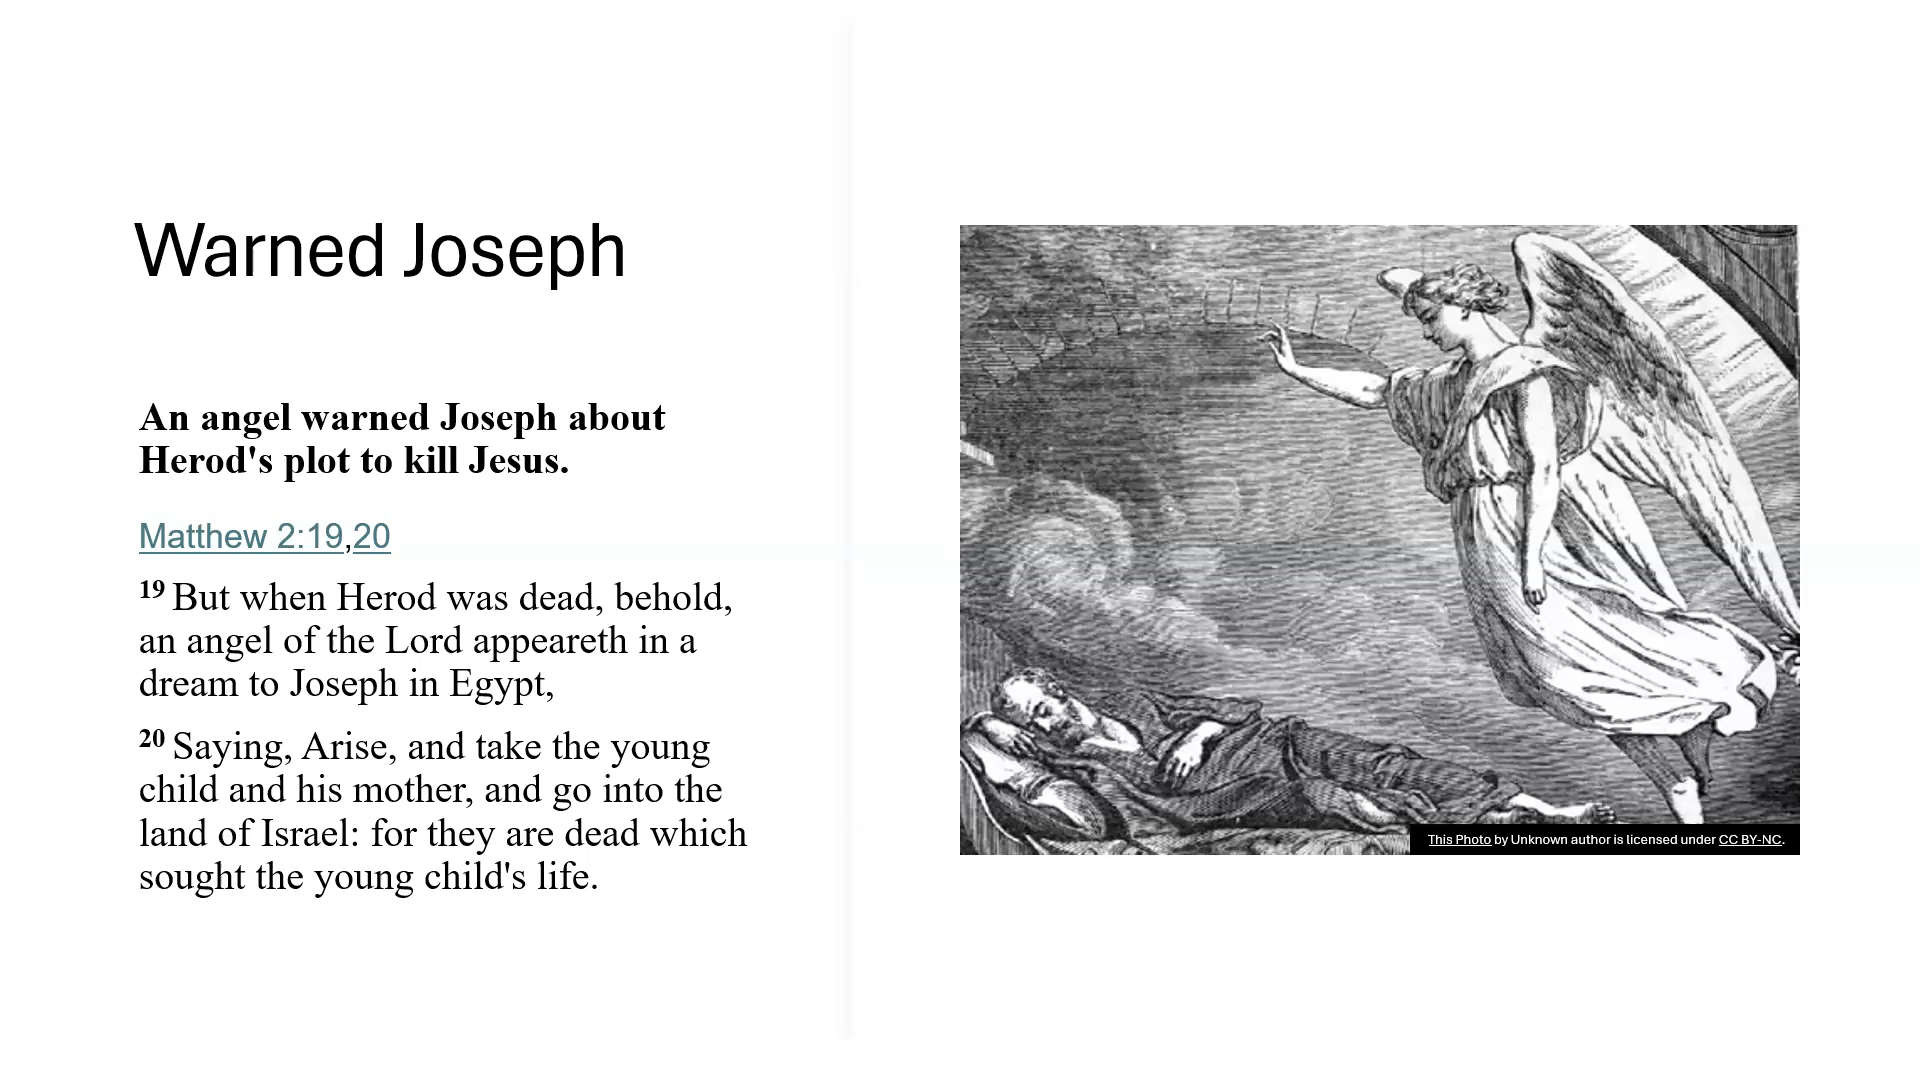 Warned Joseph
An angel warned Joseph about
Herod's plot to kill Jesus.
Matthew 2:19,20
19 But when Herod was dead, behold,
an angel of the Lord appeareth in a
dream to Joseph in Egypt,
20 Saying, Arise, and take the young
child and his mother, and go into the
land of Israel: for they are dead which
sought the young child's life.
This Photo by Unknown author is licensed under CC BY-NC.